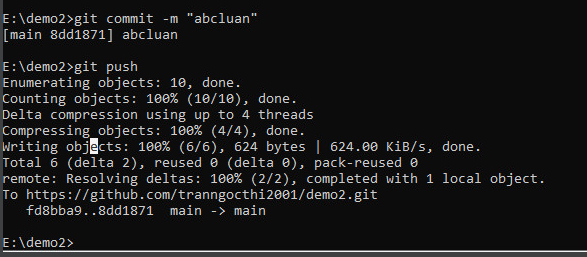 E:\demo2>git commit -m "abcluan"
[main 8dd1871] abcluan
E:\demo2>git push
Enumerating objects: 10, done.
Counting objects: 100% (10/10), done.
Delta compression using up to 4 threads
Compressing objects: 100% (4/4), done.
Writing objects: 100% (6/6), 624 bytes | 624.00 KiB/s, done.
Total 6 (delta 2), reused 0 (delta 0), pack-reused 0
remote: Resolving deltas: 100% (2/2), completed with 1 local object.
To https://github.com/tranngocthi2001/demo2.git
   fd8bba9..8dd1871  main -> main
E:\demo2>